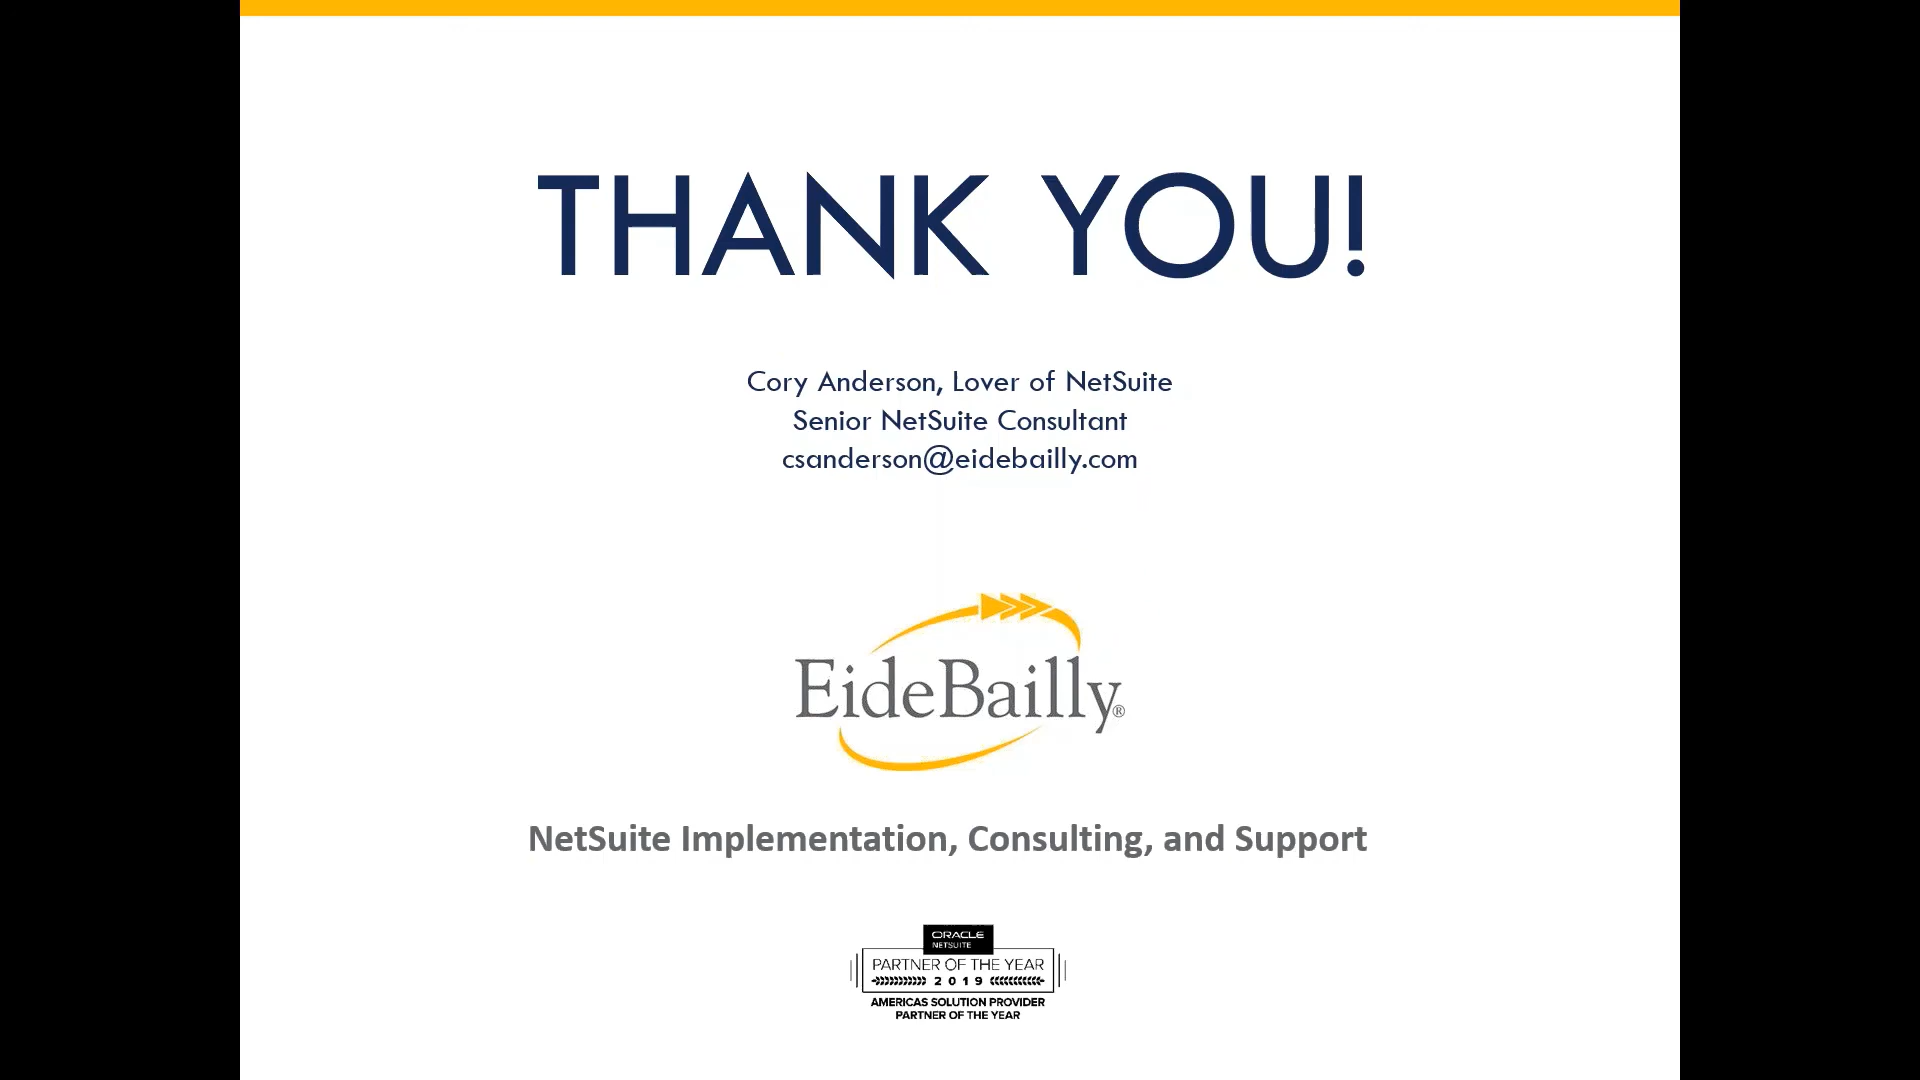 THANK YOU!
Cory Anderson, Lover of NetSuite
Senior NetSuite Consultant
csanderson@eidebailly.com
EideBailly®
NetSuite Implementation, Consulting, and Support
ORACLE
NETSUITE
PARTNER OF THE YEAR
2019
AMERICAS SOLUTION PROVIDER
PARTNER OF THE YEAR